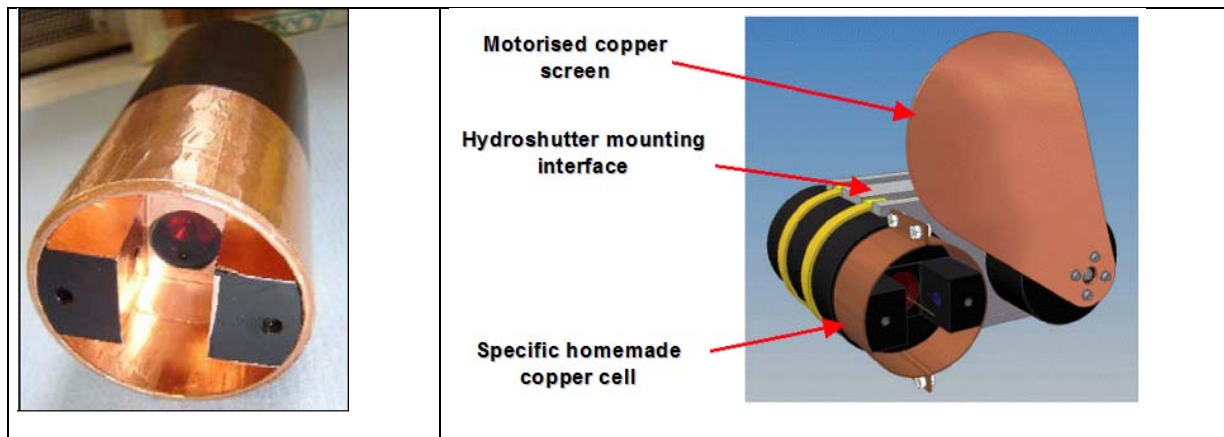 Motorised copper
screen
Hydroshutter mounting
interface
Specific homemade
copper cell